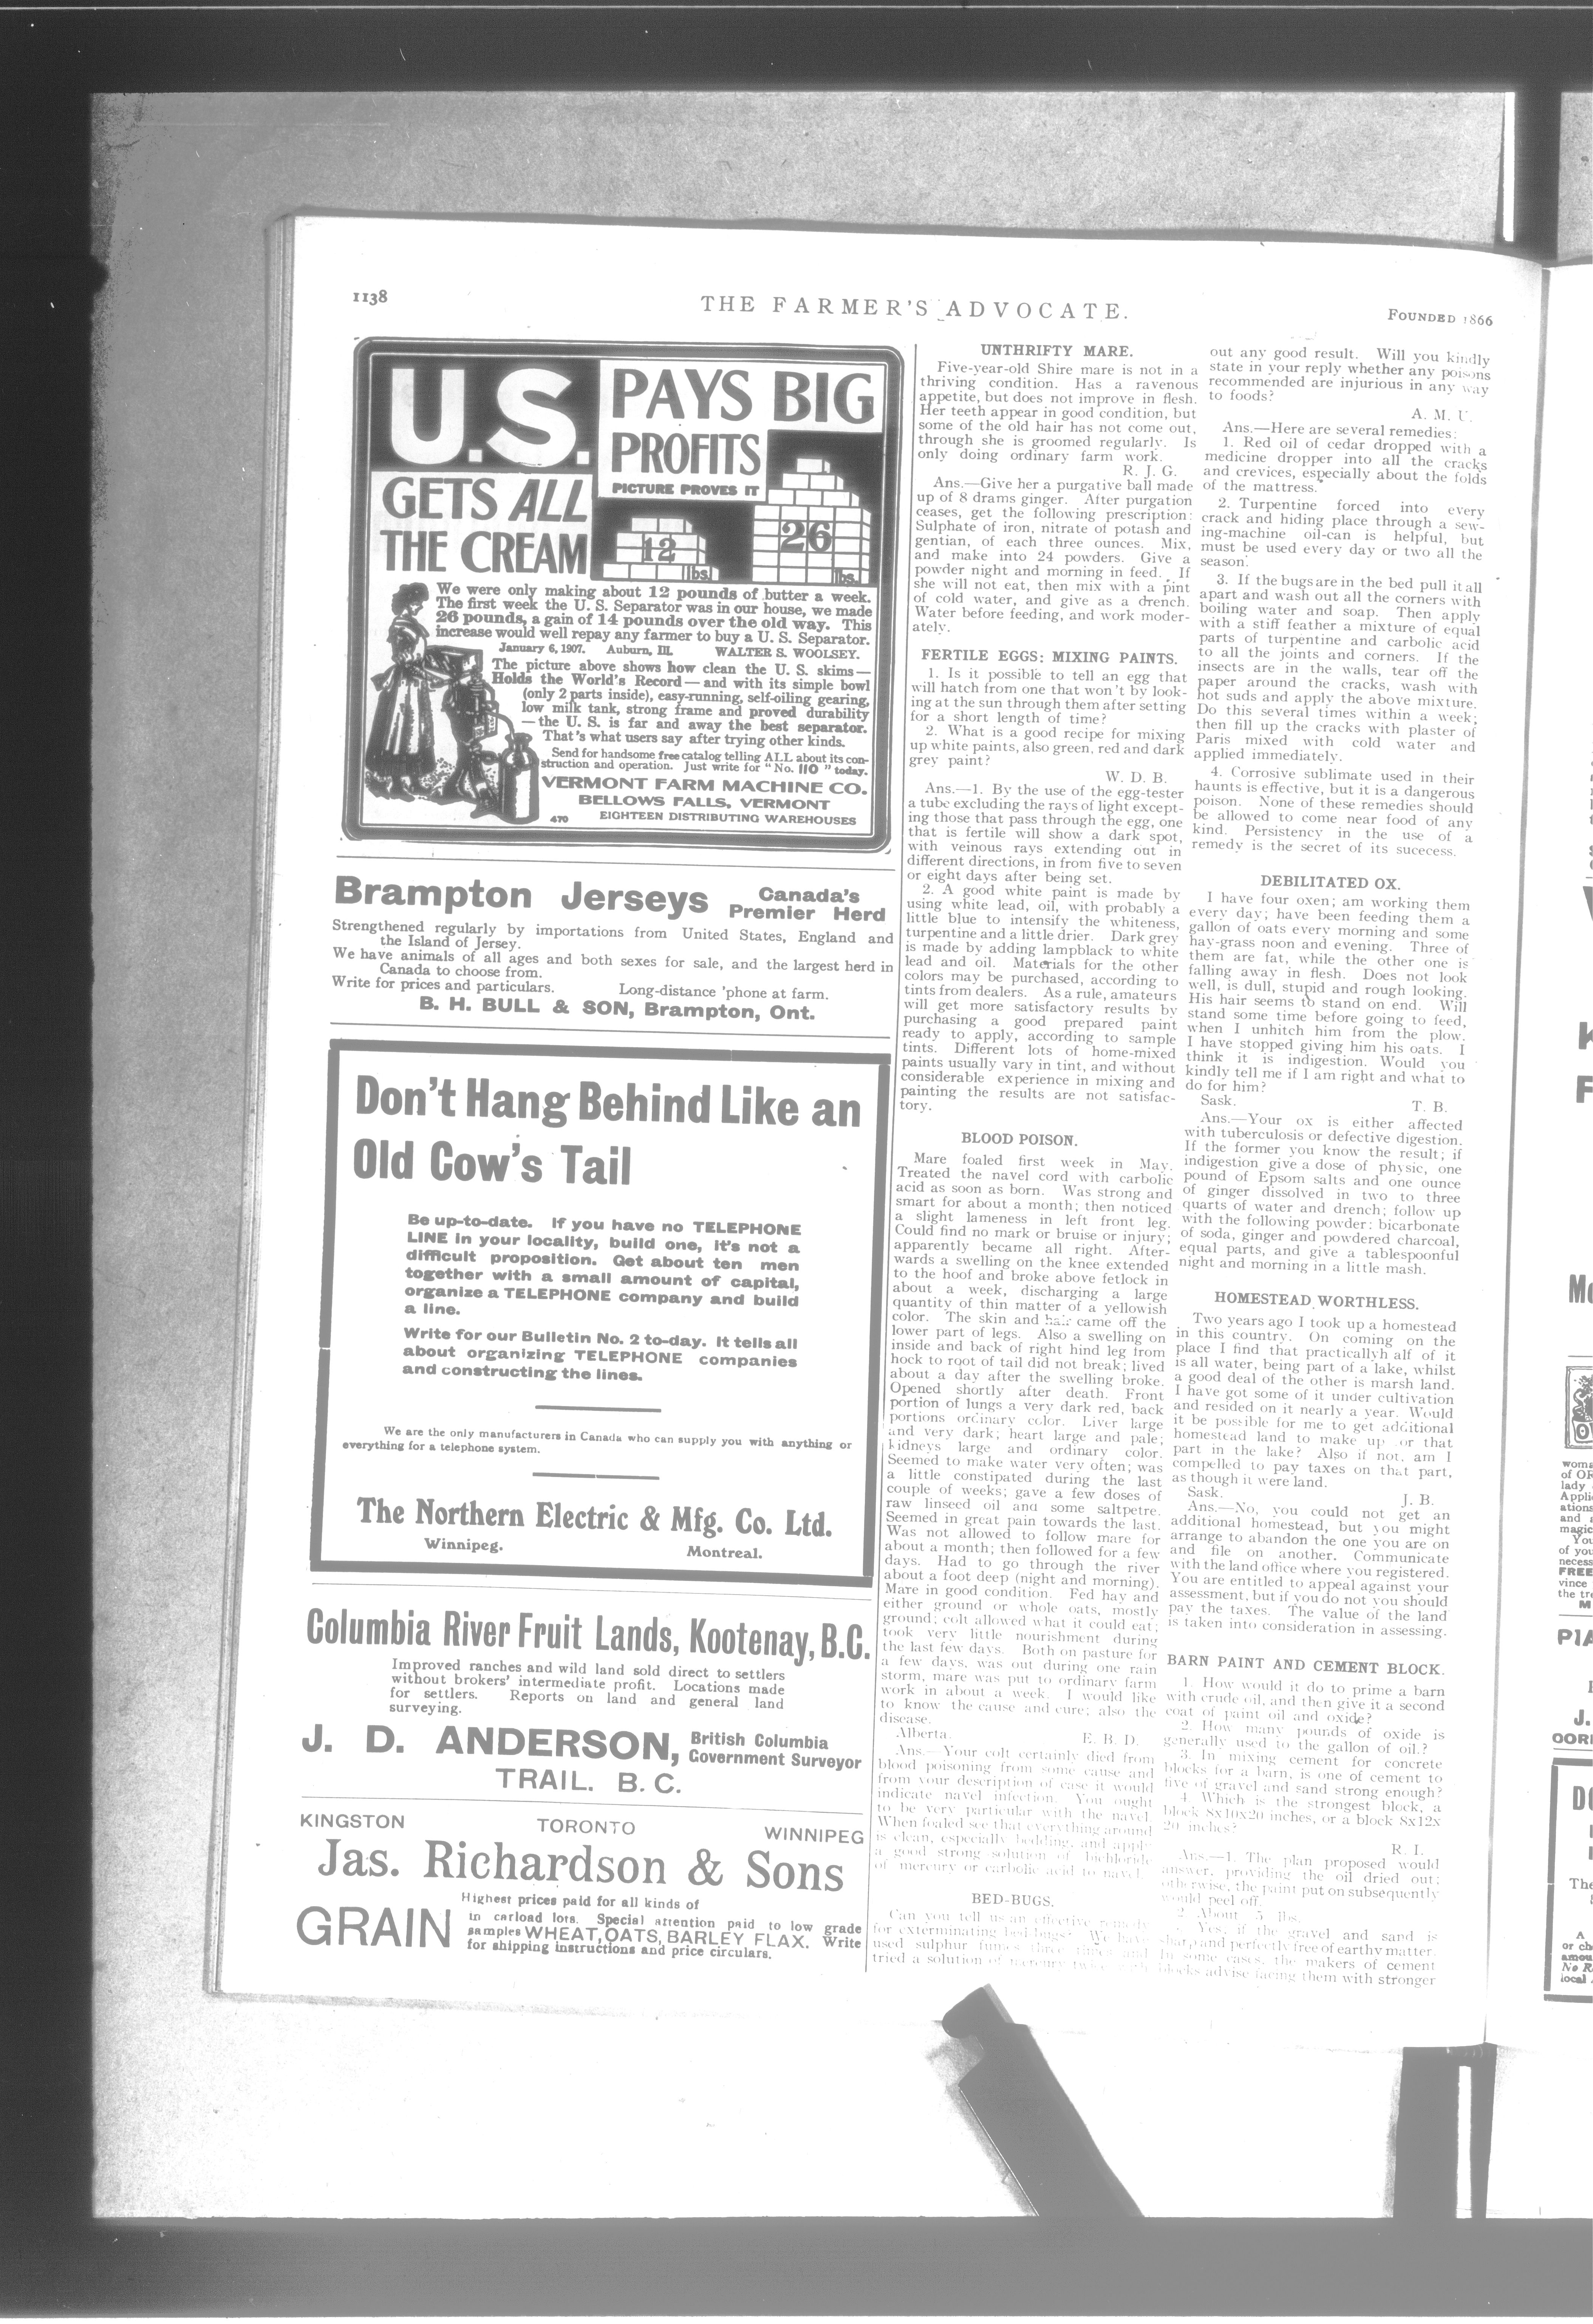 1138
THE FARMER'S ADVOCATE.
FOUNDED 1866
U.S.
GETS ALL
THE CREAM
PAYS BIG
PROFITS
PICTURE PROVES IT
12
lbs.
26
lbs.
We were only making about 12 pounds of butter a week.
The first week the U. S. Separator was in our house, we made
26 pounds, a gain of 14 pounds over the old way. This
increase would well repay any farmer to buy a U. S. Separator.
January 6, 1907. Auburn, Ill. WALTER S. WOOLSEY.
The picture above shows how clean the U. S. skims—
Holds the World's Record—and with its simple bowl
(only 2 parts inside), easy-running, self-oiling gearing,
low milk tank, strong frame and proved durability
—the U. S. is far and away the best separator.
That's what users say after trying other kinds.
Send for handsome free catalog telling ALL about its con-
struction and operation. Just write for "No. 110" today.
VERMONT FARM MACHINE CO.
BELLOWS FALLS, VERMONT
470 EIGHTEEN DISTRIBUTING WAREHOUSES
Brampton Jerseys Canada's
Premier Herd
Strengthened regularly by importations from United States, England and
the Island of Jersey.
We have animals of all ages and both sexes for sale, and the largest herd in
Canada to choose from.
Write for prices and particulars. Long-distance 'phone at farm.
B. H. BULL & SON, Brampton, Ont.
Don't Hang Behind Like an
Old Cow's Tail
Be up-to-date. If you have no TELEPHONE
LINE in your locality, build one, it's not a
difficult proposition. Get about ten men
together with a small amount of capital,
organize a TELEPHONE company and build
a line.
Write for our Bulletin No. 2 to-day. It tells all
about organizing TELEPHONE companies
and constructing the lines.
We are the only manufacturers in Canada who can supply you with anything or
everything for a telephone system.
The Northern Electric & Mfg. Co. Ltd.
Winnipeg. Montreal.
Columbia River Fruit Lands, Kootenay, B.C.
Improved ranches and wild land sold direct to settlers
without brokers' intermediate profit. Locations made
for settlers. Reports on land and general land
surveying.
J. D. ANDERSON, British Columbia
Government Surveyor
TRAIL. B. C.
KINGSTON TORONTO WINNIPEG
Jas. Richardson & Sons
Highest prices paid for all kinds of
GRAIN in carload lots. Special attention paid to low grade
samples WHEAT, OATS, BARLEY FLAX. Write
for shipping instructions and price circulars.
UNTHRIFTY MARE.
Five-year-old Shire mare is not in a
thriving condition. Has a ravenous
appetite, but does not improve in flesh.
Her teeth appear in good condition, but
some of the old hair has not come out,
through she is groomed regularly. Is
only doing ordinary farm work.
R. J. G.
Ans.—Give her a purgative ball made
up of 8 drams ginger. After purgation
ceases, get the following prescription:
Sulphate of iron, nitrate of potash and
gentian, of each three ounces. Mix,
and make into 24 powders. Give a
powder night and morning in feed. If
she will not eat, then mix with a pint
of cold water, and give as a drench.
Water before feeding, and work moder-
ately.
FERTILE EGGS: MIXING PAINTS.
1. Is it possible to tell an egg that
will hatch from one that won't by look-
ing at the sun through them after setting
for a short length of time?
2. What is a good recipe for mixing
up white paints, also green, red and dark
grey paint?
W. D. B.
Ans.—1. By the use of the egg-tester
a tube excluding the rays of light except-
ing those that pass through the egg, one
that is fertile will show a dark spot,
with veinous rays extending out in
different directions, in from five to seven
or eight days after being set.
2. A good white paint is made by
using white lead, oil, with probably a
little blue to intensify the whiteness,
turpentine and a little drier. Dark grey
is made by adding lampblack to white
lead and oil. Materials for the other
colors may be purchased, according to
tints from dealers. As a rule, amateurs
will get more satisfactory results by
purchasing a good prepared paint
ready to apply, according to sample
tints. Different lots of home-mixed
paints usually vary in tint, and without
considerable experience in mixing and
painting the results are not satisfac-
tory.
BLOOD POISON.
Mare foaled first week in May.
Treated the navel cord with carbolic
acid as soon as born. Was strong and
smart for about a month; then noticed
a slight lameness in left front leg.
Could find no mark or bruise or injury;
apparently became all right. After-
wards a swelling on the knee extended
to the hoof and broke above fetlock in
about a week, discharging a large
quantity of thin matter of a yellowish
color. The skin and hair came off the
lower part of legs. Also a swelling on
inside and back of right hind leg from
hock to root of tail did not break; lived
about a day after the swelling broke.
Opened shortly after death. Front
portion of lungs a very dark red, back
portions ordinary color. Liver large
and very dark; heart large and pale;
kidneys large and ordinary color.
Seemed to make water very often; was
a little constipated during the last
couple of weeks; gave a few doses of
raw linseed oil and some saltpetre.
Seemed in great pain towards the last.
Was not allowed to follow mare for
about a month; then followed for a few
days. Had to go through the river
about a foot deep (night and morning).
Mare in good condition. Fed hay and
either ground or whole oats, mostly
ground; colt allowed what it could eat;
took very little nourishment during
the last few days. Both on pasture for
a few days, was out during one rain
storm, mare was put to ordinary farm
work in about a week. I would like
to know the cause and cure; also the
disease.
Alberta. E. B. D.
Ans.—Your colt certainly died from
blood poisoning from some cause and
from your description of case it would
indicate navel infection. You ought
to be very particular with the navel
When foaled see that everything around
is clean, especially bedding, and apply
a good strong solution of bichloride
of mercury or carbolic acid to navel.
BED-BUGS.
Can you tell us an effective remedy
for exterminating bed bugs? We have
used sulphur fumes three times and
tried a solution of mercury twice with
out any good result. Will you kindly
state in your reply whether any poisons
recommended are injurious in any way
to foods?
A. M. U.
Ans.—Here are several remedies:
1. Red oil of cedar dropped with a
medicine dropper into all the cracks
and crevices, especially about the folds
of the mattress.
2. Turpentine forced into every
crack and hiding place through a sew-
ing-machine oil-can is helpful, but
must be used every day or two all the
season.
3. If the bugs are in the bed pull it all
apart and wash out all the corners with
boiling water and soap. Then apply
with a stiff feather a mixture of equal
parts of turpentine and carbolic acid
to all the joints and corners. If the
insects are in the walls, tear off the
paper around the cracks, wash with
hot suds and apply the above mixture.
Do this several times within a week;
then fill up the cracks with plaster of
Paris mixed with cold water and
applied immediately.
4. Corrosive sublimate used in their
haunts is effective, but it is a dangerous
poison. None of these remedies should
be allowed to come near food of any
kind. Persistency in the use of a
remedy is the secret of its sucecess.
DEBILITATED OX.
I have four oxen; am working them
every day; have been feeding them a
gallon of oats every morning and some
hay-grass noon and evening. Three of
them are fat, while the other one is
falling away in flesh. Does not look
well, is dull, stupid and rough looking.
His hair seems to stand on end. Will
stand some time before going to feed,
when I unhitch him from the plow.
I have stopped giving him his oats. I
think it is indigestion. Would you
kindly tell me if I am right and what to
do for him?
Sask. T. B.
Ans.—Your ox is either affected
with tuberculosis or defective digestion.
If the former you know the result; if
indigestion give a dose of physic, one
pound of Epsom salts and one ounce
of ginger dissolved in two to three
quarts of water and drench; follow up
with the following powder: bicarbonate
of soda, ginger and powdered charcoal,
equal parts, and give a tablespoonful
night and morning in a little mash.
HOMESTEAD WORTHLESS.
Two years ago I took up a homestead
in this country. On coming on the
place I find that practicallyh alf of it
is all water, being part of a lake, whilst
a good deal of the other is marsh land.
I have got some of it under cultivation
and resided on it nearly a year. Would
it be possible for me to get additional
homestead land to make up for that
part in the lake? Also if not, am I
compelled to pay taxes on that part,
as though it were land.
Sask. J. B.
Ans.—No, you could not get an
additional homestead, but you might
arrange to abandon the one you are on
and file on another. Communicate
with the land office where you registered.
You are entitled to appeal against your
assessment, but if you do not you should
pay the taxes. The value of the land
is taken into consideration in assessing.
BARN PAINT AND CEMENT BLOCK.
1. How would it do to prime a barn
with crude oil, and then give it a second
coat of paint oil and oxide?
2. How many pounds of oxide is
generally used to the gallon of oil.?
3. In mixing cement for concrete
blocks for a barn, is one of cement to
five of gravel and sand strong enough?
4. Which is the strongest block, a
block 8x10x20 inches, or a block 8x12x
20 inches?
R. I.
Ans.—1. The plan proposed would
answer, providing the oil dried out;
otherwise, the paint put on subsequently
would peel off.
2. About 5 lbs.
Yes, if the gravel and sand is
sharp and perfectly free of earthy matter.
In some cases, the makers of cement
blocks advise facing them with stronger
woma
lady
Appli
ations
and
magic
You
of you
necess
FREE
vince
the tre
PIA
J.
The
A
or ch
amou
No R
local